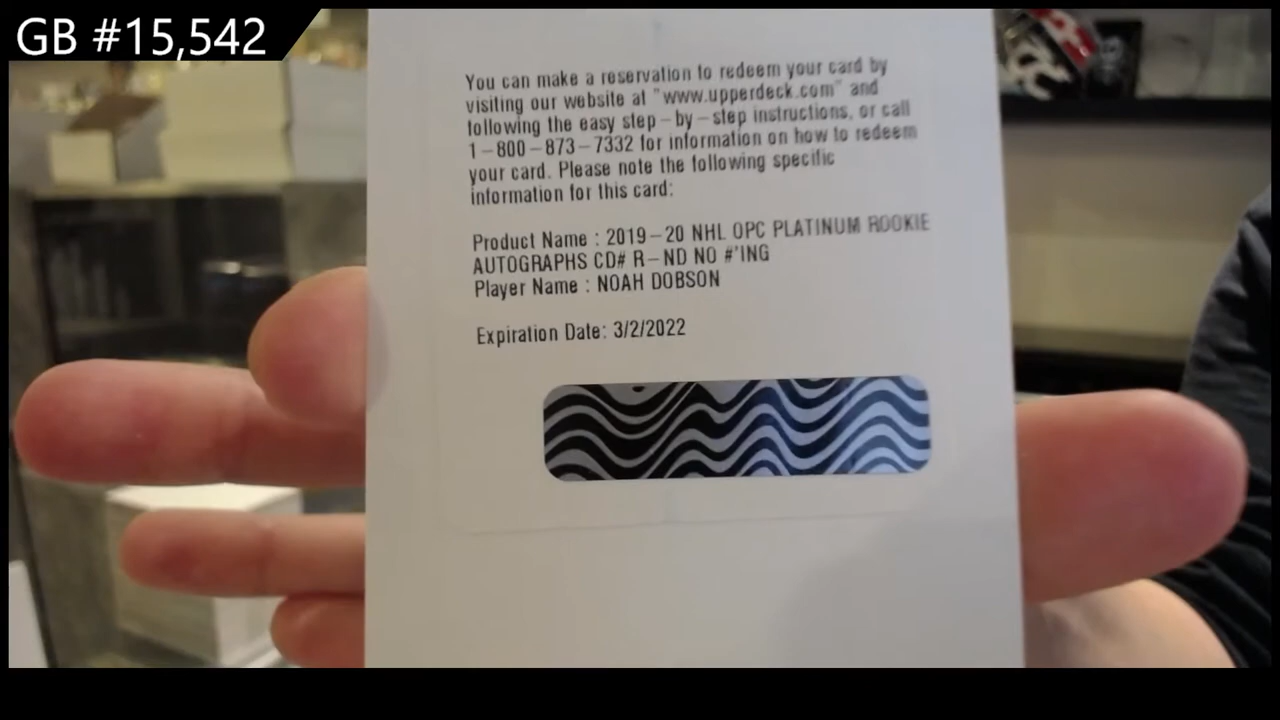 GB #15,542
You can make a reservation to redeem your card by
visiting our website at "www.upperdeck.com" and
following the easy step-by-step instructions, or call
1-800-873-7332 for information on how to redeem
your card. Please note the following specific
information for this card:
Product Name : 2019-20 NHL OPC PLATINUM ROOKIE
AUTOGRAPHS CD# R-ND NO #'ING
Player Name : NOAH DOBSON
Expiration Date: 3/2/2022